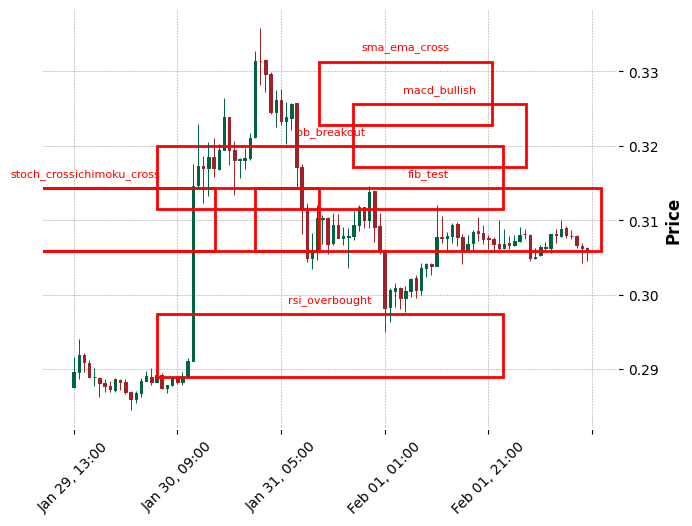 sma_ema_cross
0.33
macd_bullish
bb_breakout
0.32
stoch_crossichimoku_cross
fib_test
0.31
Price
0.30
rsi_overbought
0.29
Jan 29, 13:00
Jan 30, 09:00
Jan 31, 05:00
Feb 01, 01:00
Feb 01, 21:00